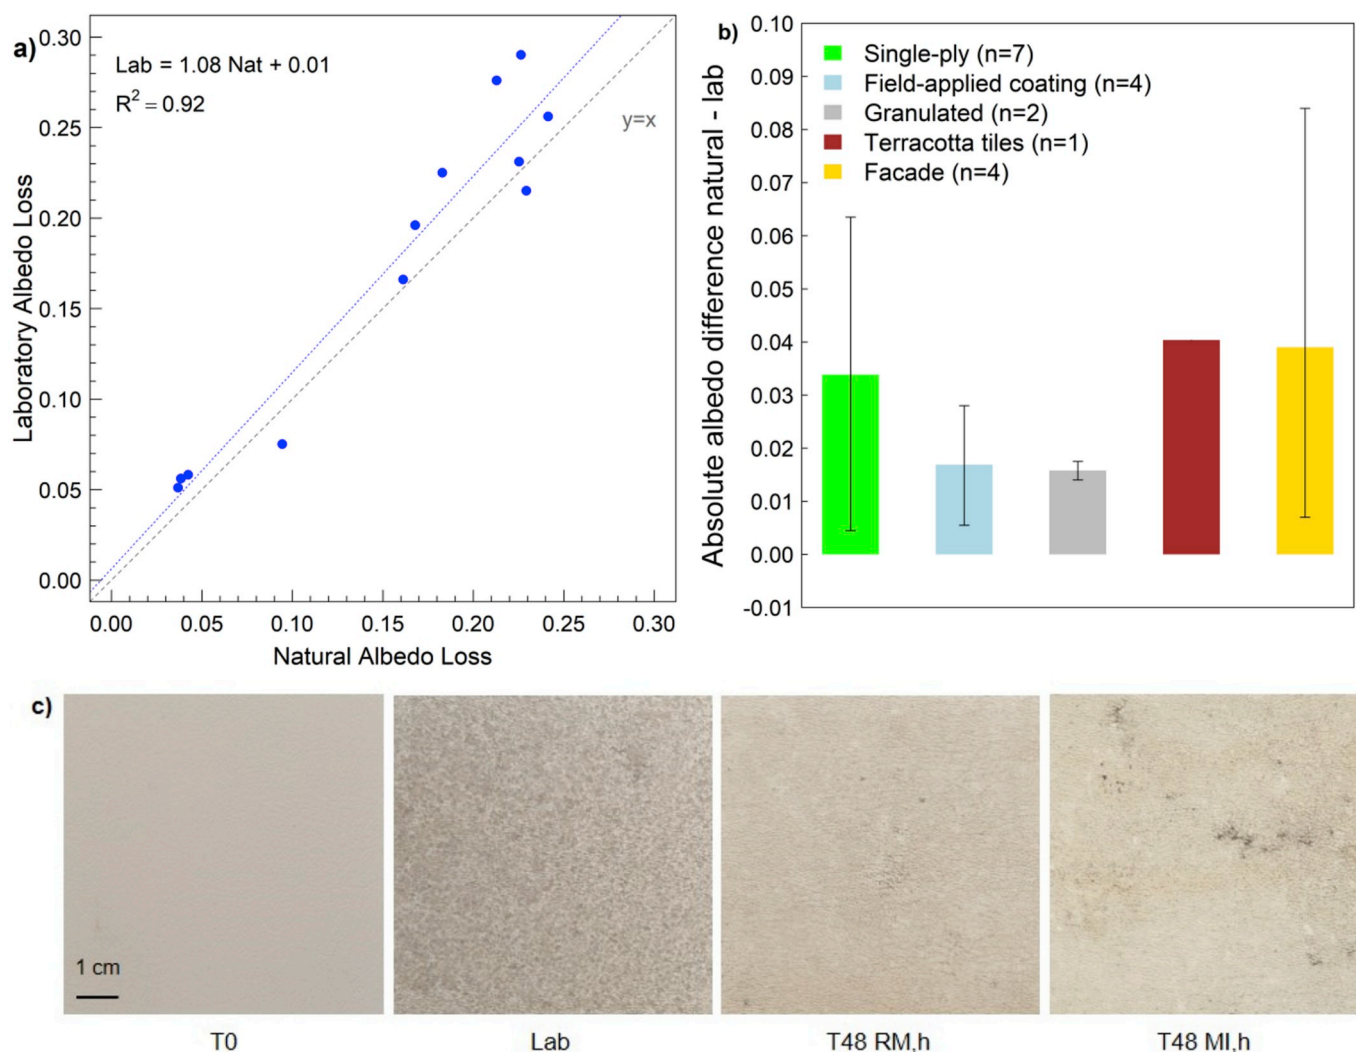 a)
Lab = 1.08 Nat + 0.01
R² = 0.92
y=x
Laboratory Albedo Loss
0.30
0.25
0.20
0.15
0.10
0.05
0.00
0.00 0.05 0.10 0.15 0.20 0.25 0.30
Natural Albedo Loss
b)
Single-ply (n=7)
Field-applied coating (n=4)
Granulated (n=2)
Terracotta tiles (n=1)
Facade (n=4)
Absolute albedo difference natural - lab
0.10
0.09
0.08
0.07
0.06
0.05
0.04
0.03
0.02
0.01
0.00
-0.01
c)
1 cm
T0 Lab T48 RM,h T48 MI,h